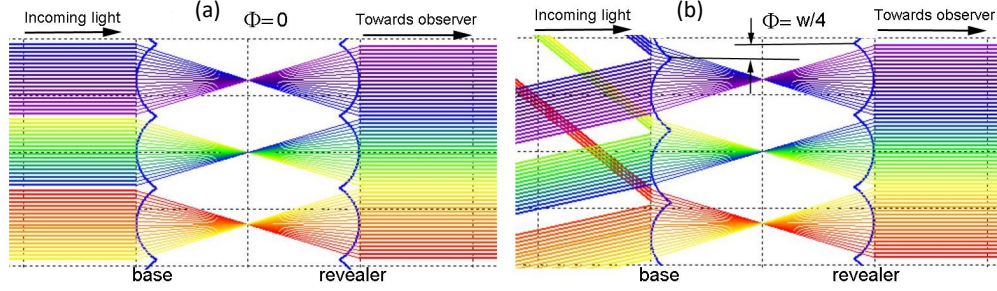 (a)
Incoming light
Φ= 0
Towards observer
base
revealer
(b)
Incoming light
Φ= w/4
Towards observer
base
revealer